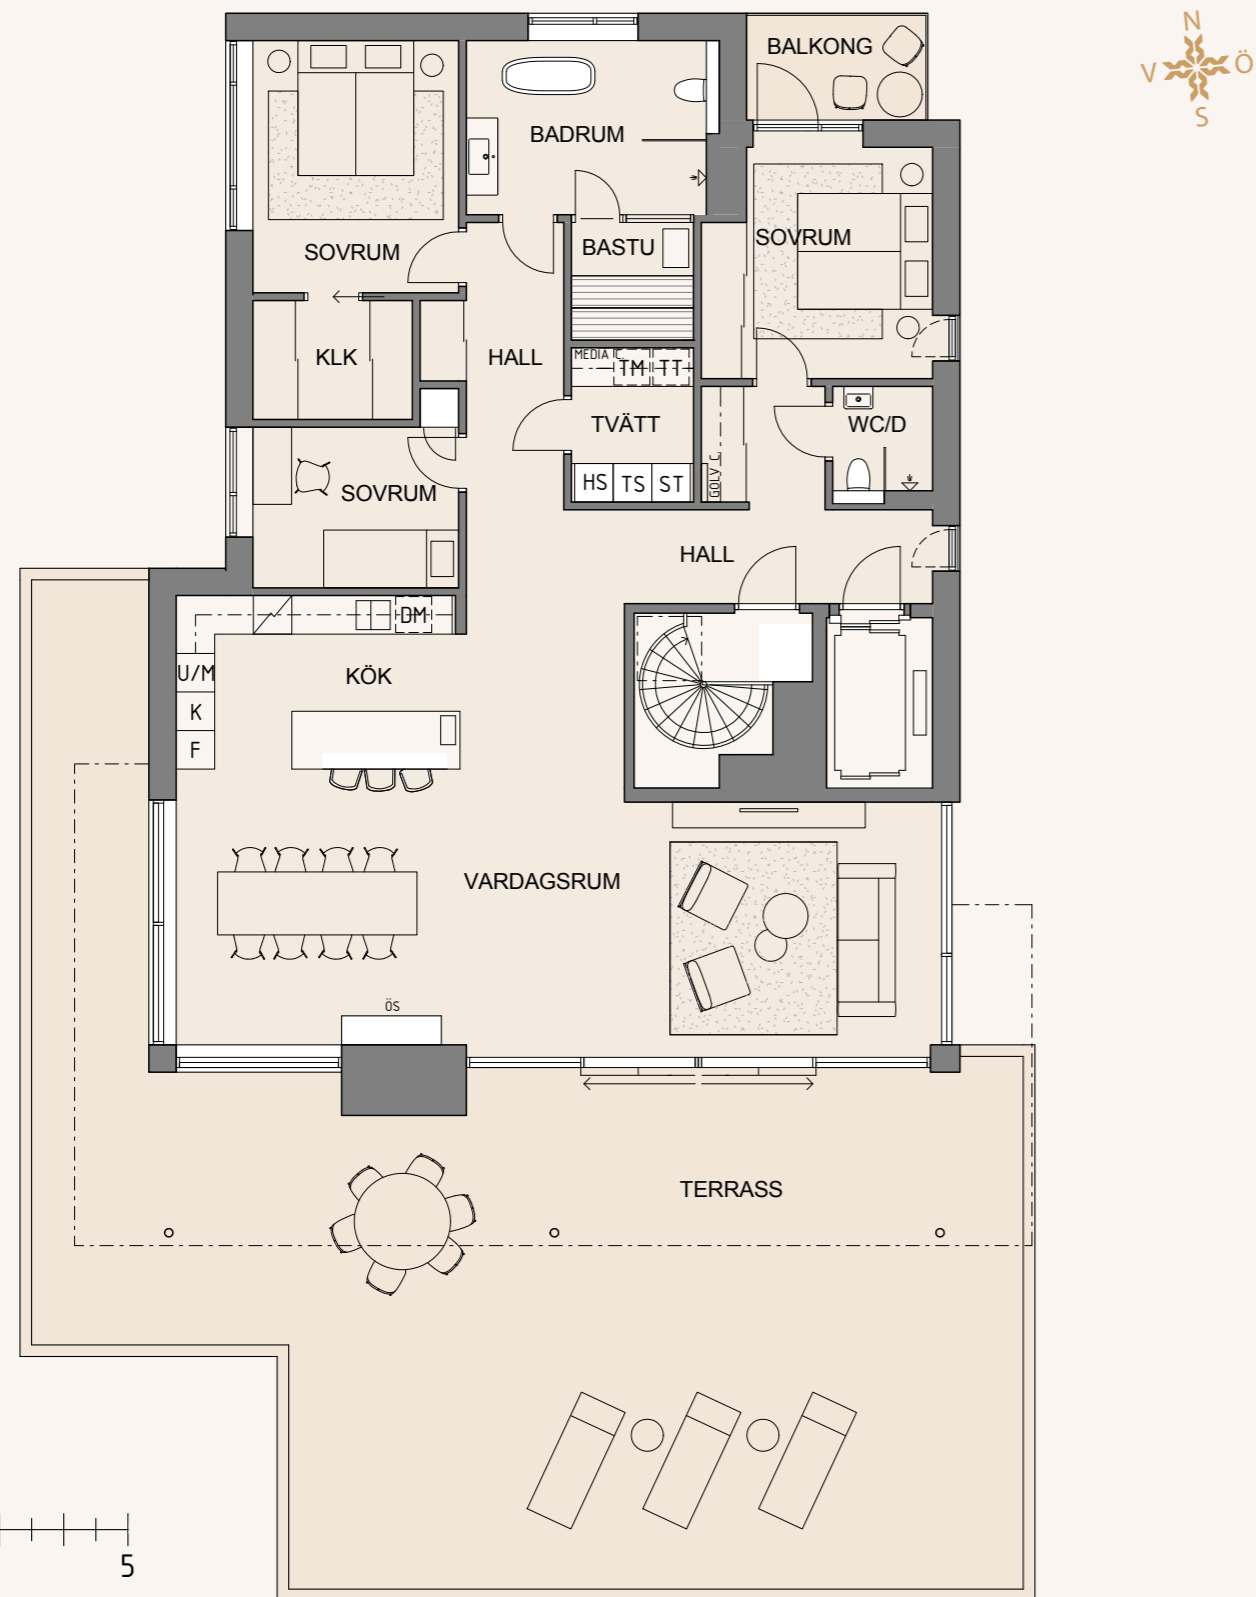 N
V
Ö
S
BALKONG
BADRUM
SOVRUM
BASTU
SOVRUM
KLK
HALL
MEDIA C.
TM
TT
TVÄTT
WC/D
GOLV C.
HS
TS
ST
SOVRUM
HALL
DM
U/M
K
F
KÖK
VARDAGSRUM
ÖS
TERRASS
5